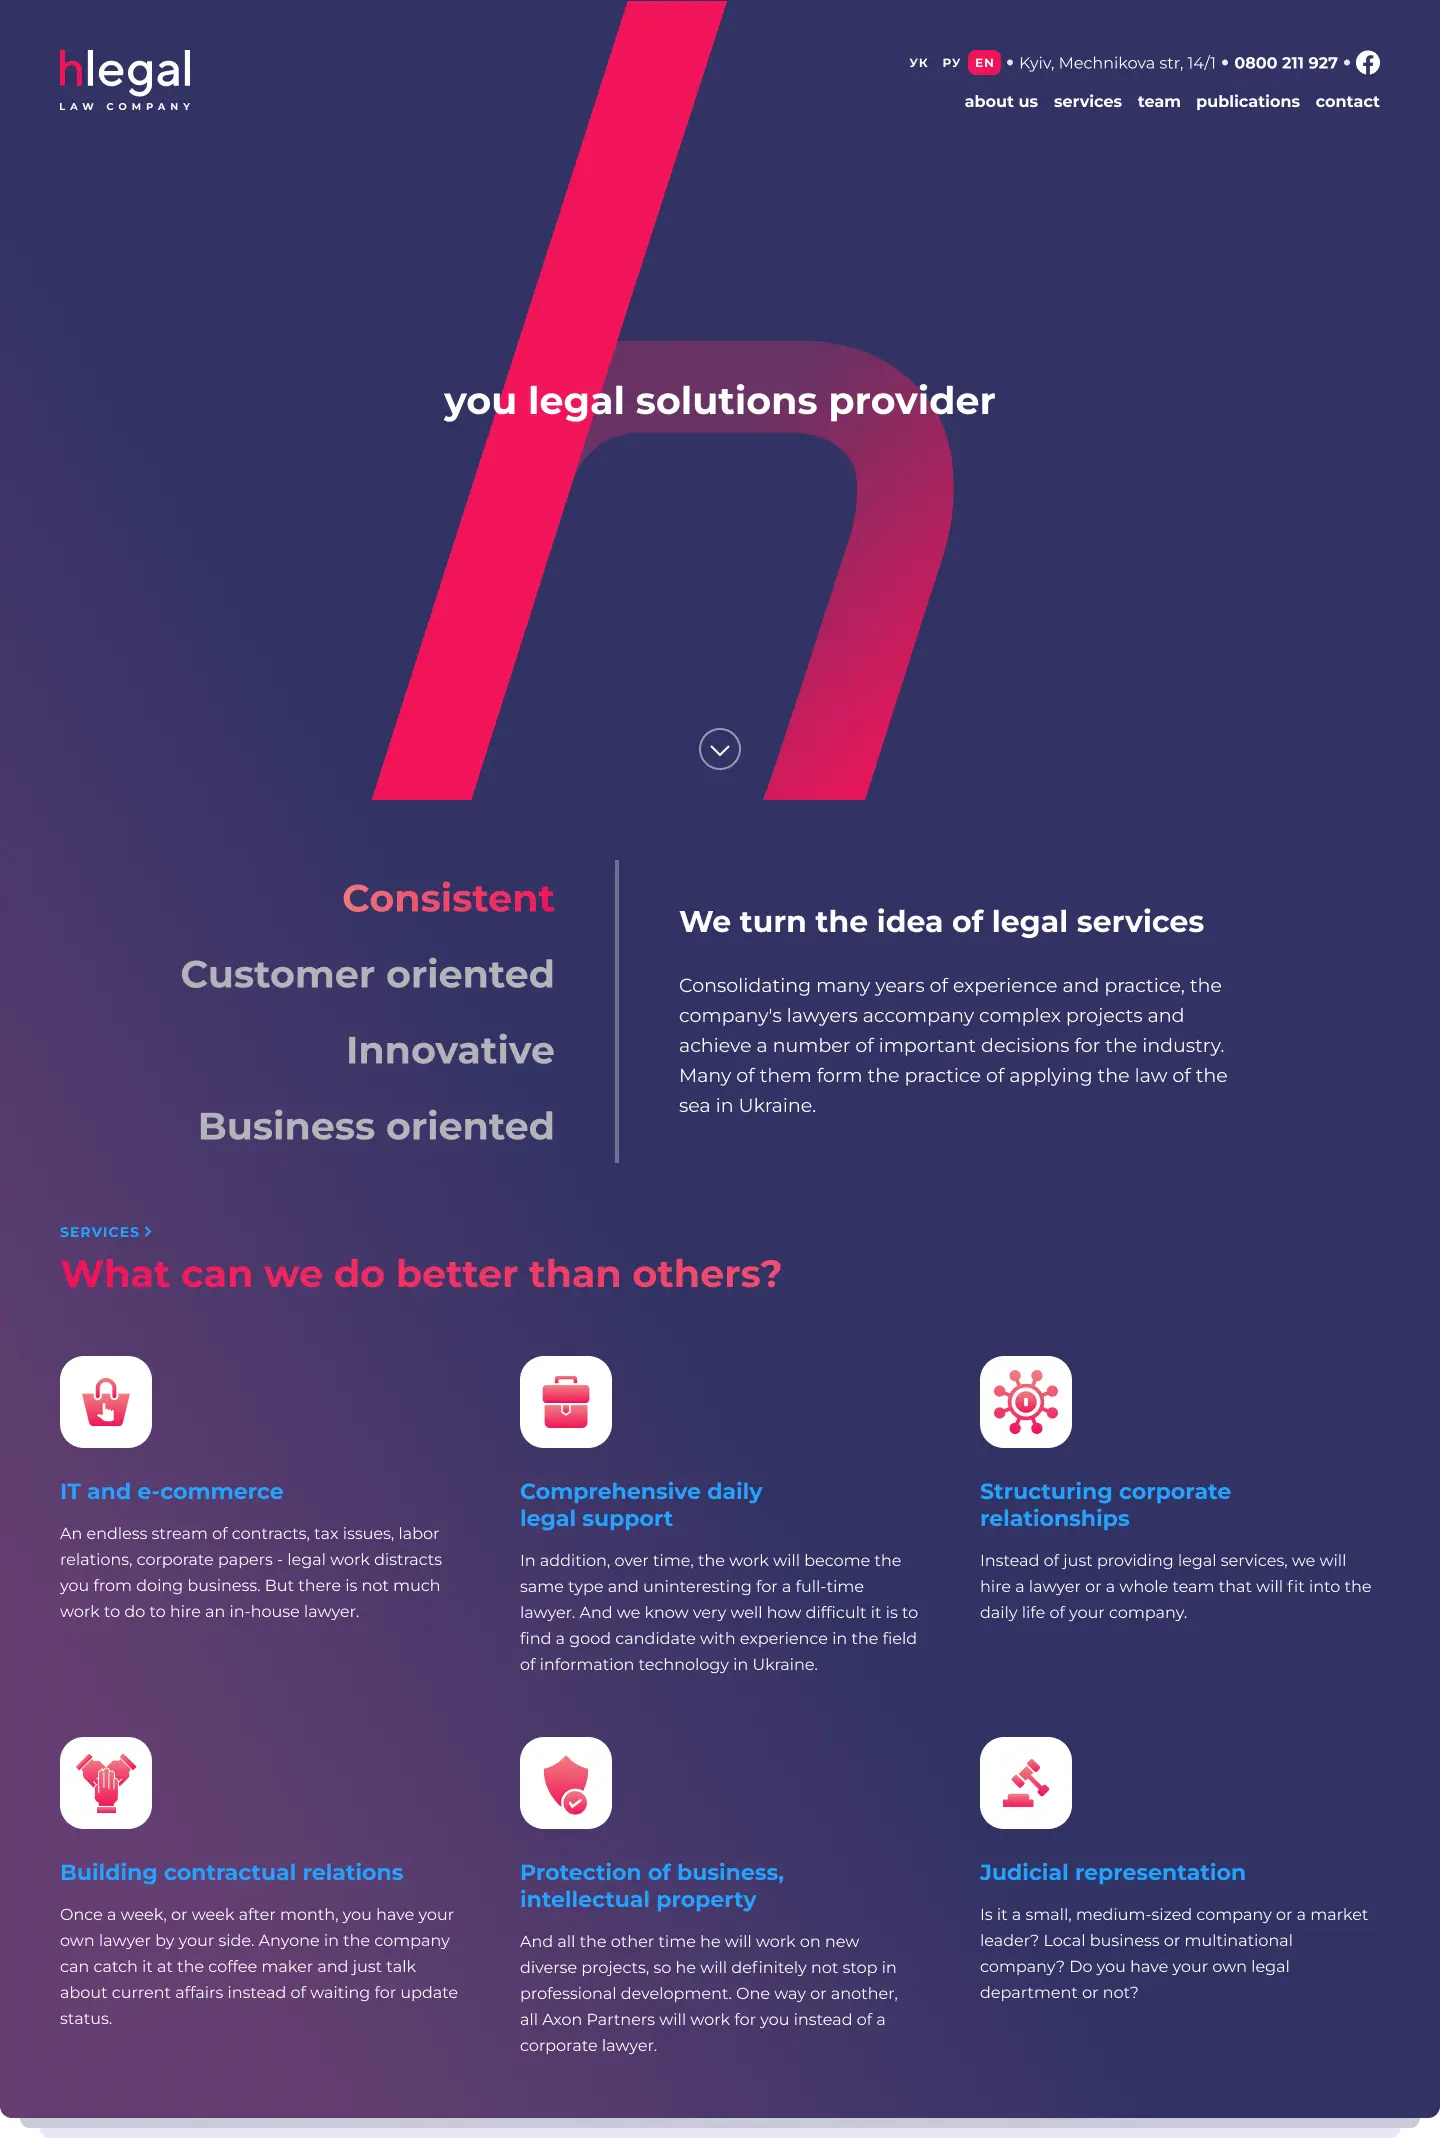 hlegal
LAW COMPANY
УК РУ EN • Kyiv, Mechnikova str, 14/1 • 0800 211 927 •
about us services team publications contact
you legal solutions provider
Consistent
Customer oriented
Innovative
Business oriented
We turn the idea of legal services
Consolidating many years of experience and practice, the
company's lawyers accompany complex projects and
achieve a number of important decisions for the industry.
Many of them form the practice of applying the law of the
sea in Ukraine.
SERVICES
What can we do better than others?
IT and e-commerce
An endless stream of contracts, tax issues, labor
relations, corporate papers - legal work distracts
you from doing business. But there is not much
work to do to hire an in-house lawyer.
Comprehensive daily
legal support
In addition, over time, the work will become the
same type and uninteresting for a full-time
lawyer. And we know very well how difficult it is to
find a good candidate with experience in the field
of information technology in Ukraine.
Structuring corporate
relationships
Instead of just providing legal services, we will
hire a lawyer or a whole team that will fit into the
daily life of your company.
Building contractual relations
Once a week, or week after month, you have your
own lawyer by your side. Anyone in the company
can catch it at the coffee maker and just talk
about current affairs instead of waiting for update
status.
Protection of business,
intellectual property
And all the other time he will work on new
diverse projects, so he will definitely not stop in
professional development. One way or another,
all Axon Partners will work for you instead of a
corporate lawyer.
Judicial representation
Is it a small, medium-sized company or a market
leader? Local business or multinational
company? Do you have your own legal
department or not?